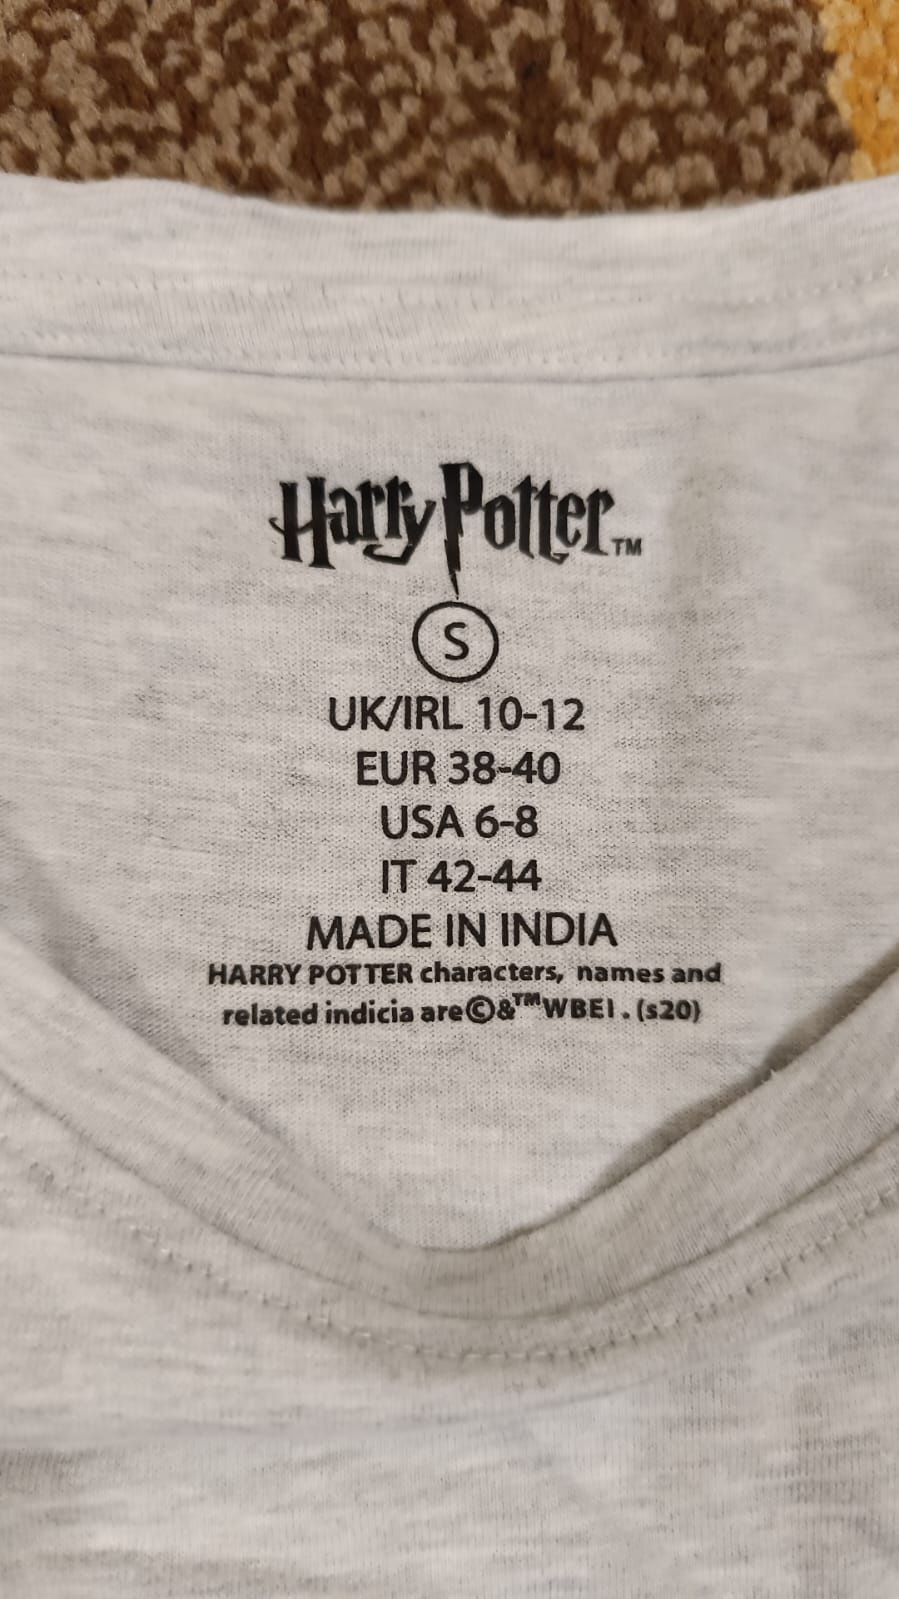 Harry Potter™
S
UK/IRL 10-12
EUR 38-40
USA 6-8
IT 42-44
MADE IN INDIA
HARRY POTTER characters, names and
related indicia are©&™WBEI. (s20)